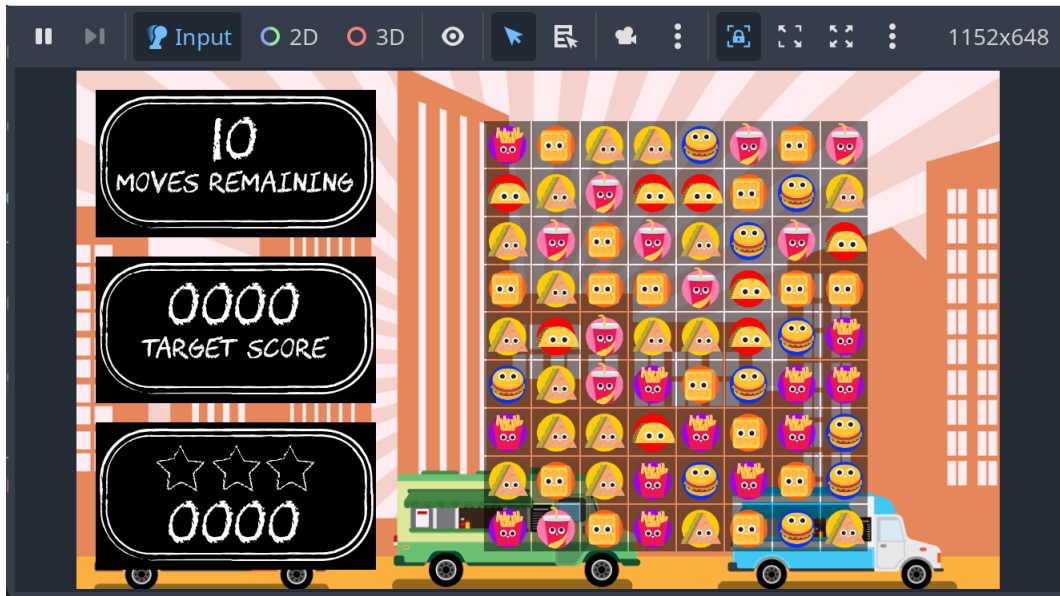 Input
2D
3D
1152x648
10
MOVES REMAINING
0000
TARGET SCORE
0000